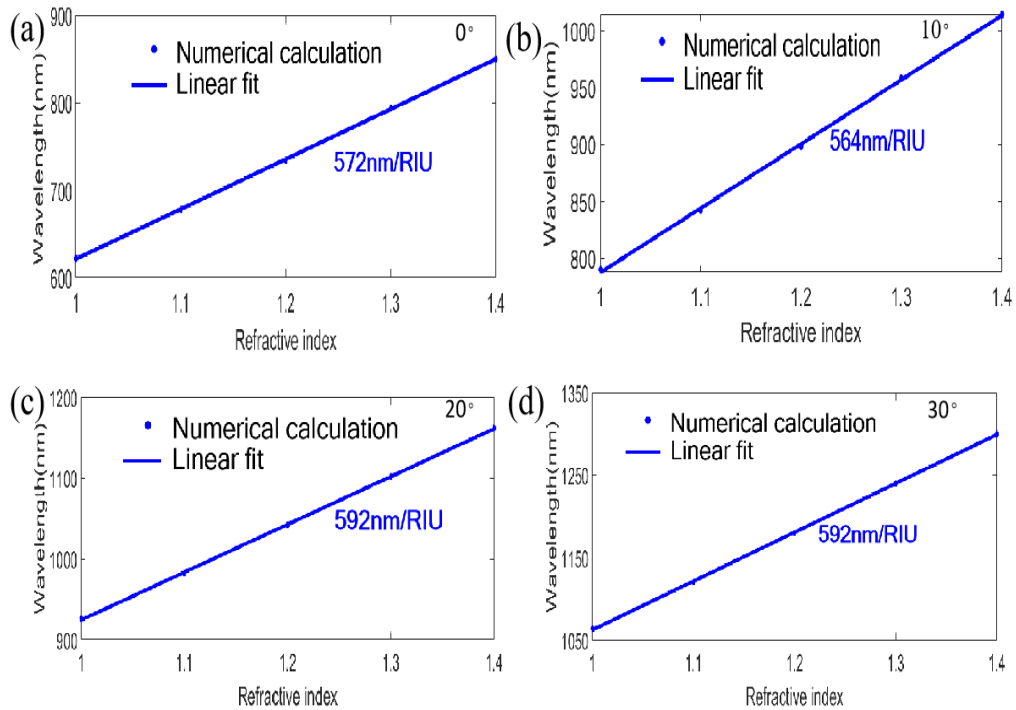 (a)
900
800
700
600
Wavelength(nm)
0°
Numerical calculation
Linear fit
572nm/RIU
1 1.1 1.2 1.3 1.4
Refractive index
(b)
1000
950
900
850
800
Wavelength(nm)
10°
Numerical calculation
Linear fit
564nm/RIU
1 1.1 1.2 1.3 1.4
Refractive index
(c)
1200
1100
1000
900
Wavelength(nm)
20°
Numerical calculation
Linear fit
592nm/RIU
1 1.1 1.2 1.3 1.4
Refractive index
(d)
1350
1250
1150
1050
Wavelength(nm)
30°
Numerical calculation
Linear fit
592nm/RIU
1 1.1 1.2 1.3 1.4
Refractive index